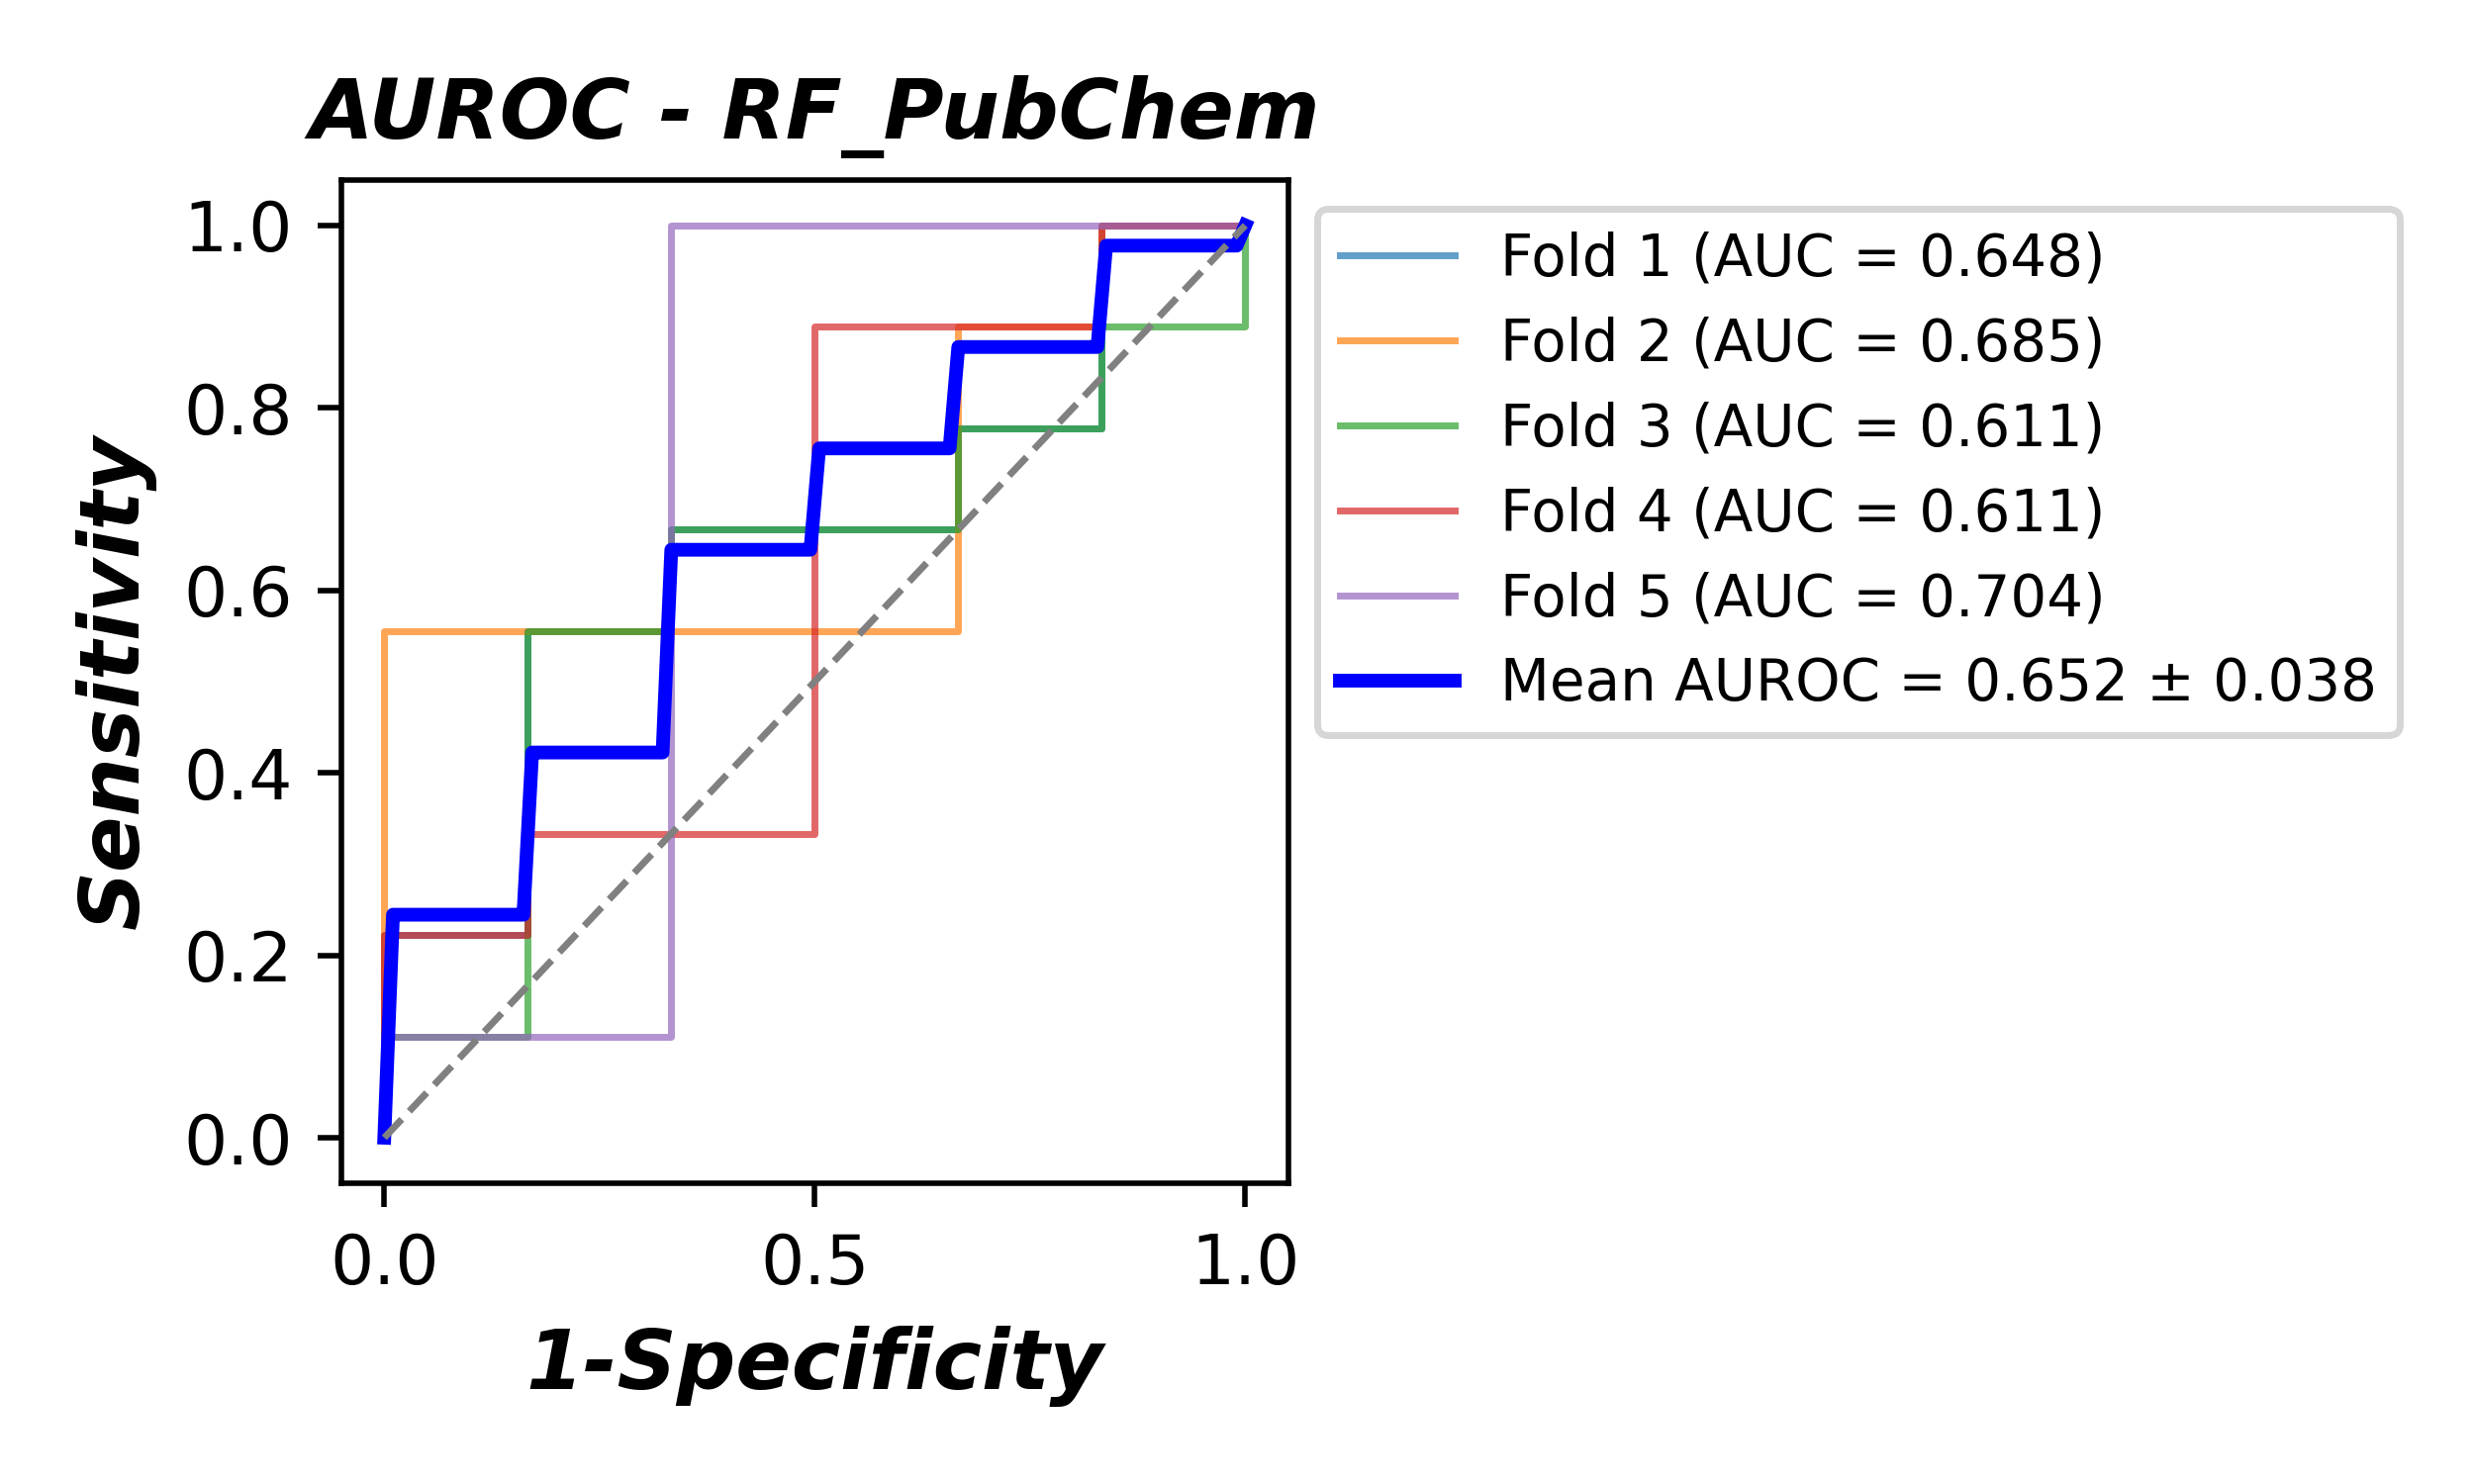 AUROC - RF_PubChem
Sensitivity
1.0
0.8
0.6
0.4
0.2
0.0
0.0 0.5 1.0
1-Specificity
Fold 1 (AUC = 0.648)
Fold 2 (AUC = 0.685)
Fold 3 (AUC = 0.611)
Fold 4 (AUC = 0.611)
Fold 5 (AUC = 0.704)
Mean AUROC = 0.652 ± 0.038